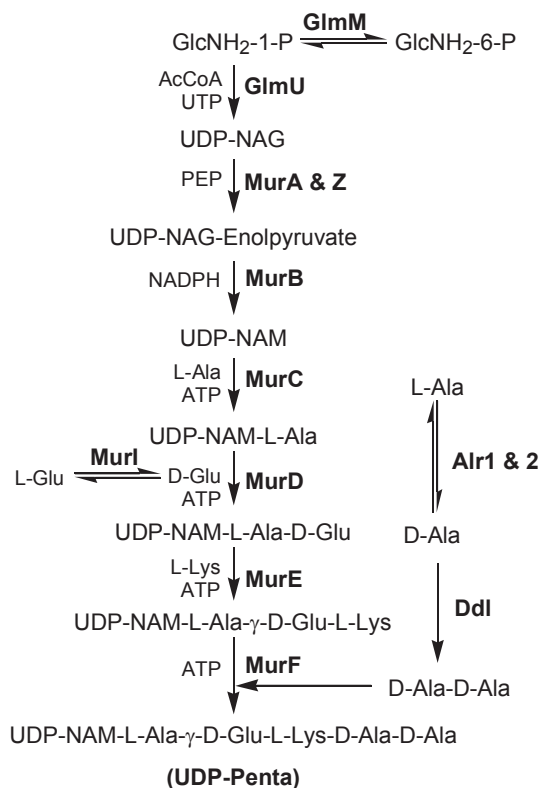 GlmM
GlcNH2-1-P GlcNH2-6-P
AcCoA
UTP
GlmU
UDP-NAG
PEP MurA & Z
UDP-NAG-Enolpyruvate
NADPH MurB
UDP-NAM
L-Ala
ATP
MurC
L-Ala
UDP-NAM-L-Ala
MurI
L-Glu
D-Glu
ATP
MurD
Alr1 & 2
UDP-NAM-L-Ala-D-Glu
D-Ala
L-Lys
ATP
MurE
Ddl
UDP-NAM-L-Ala-γ-D-Glu-L-Lys
ATP MurF
D-Ala-D-Ala
UDP-NAM-L-Ala-γ-D-Glu-L-Lys-D-Ala-D-Ala
(UDP-Penta)